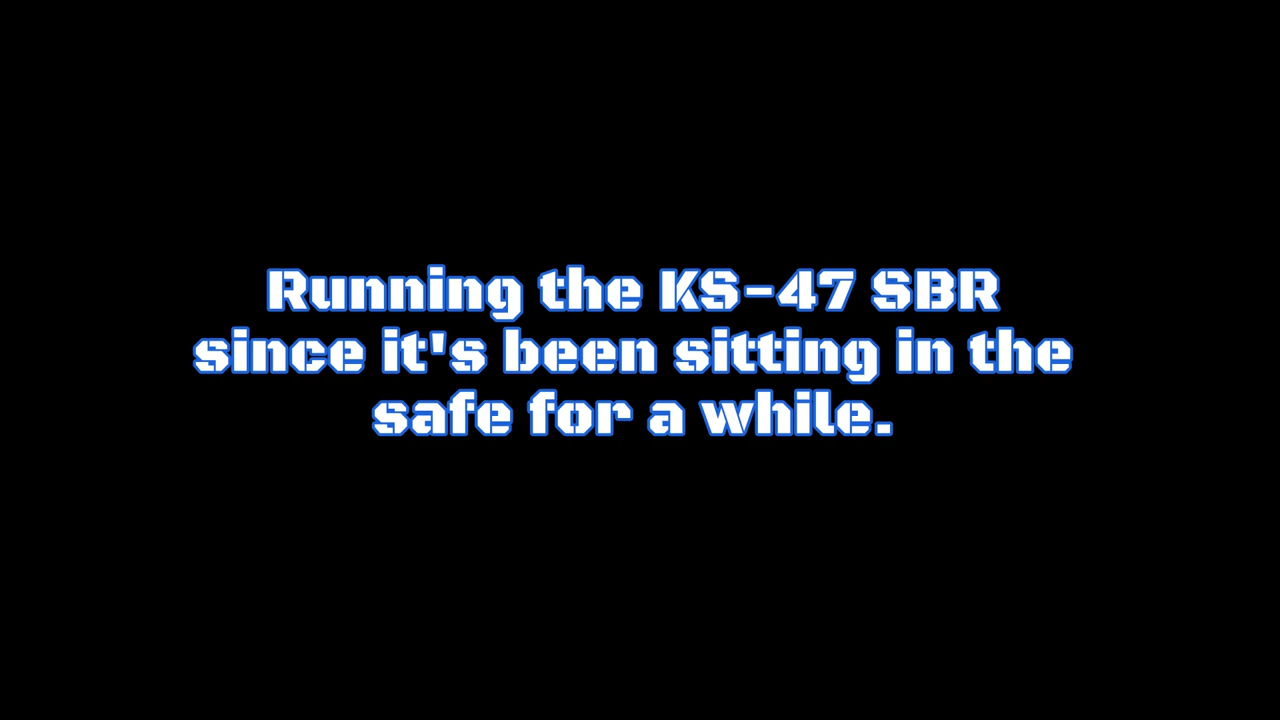 Running the KS-47 SBR
since it's been sitting in the
safe for a while.